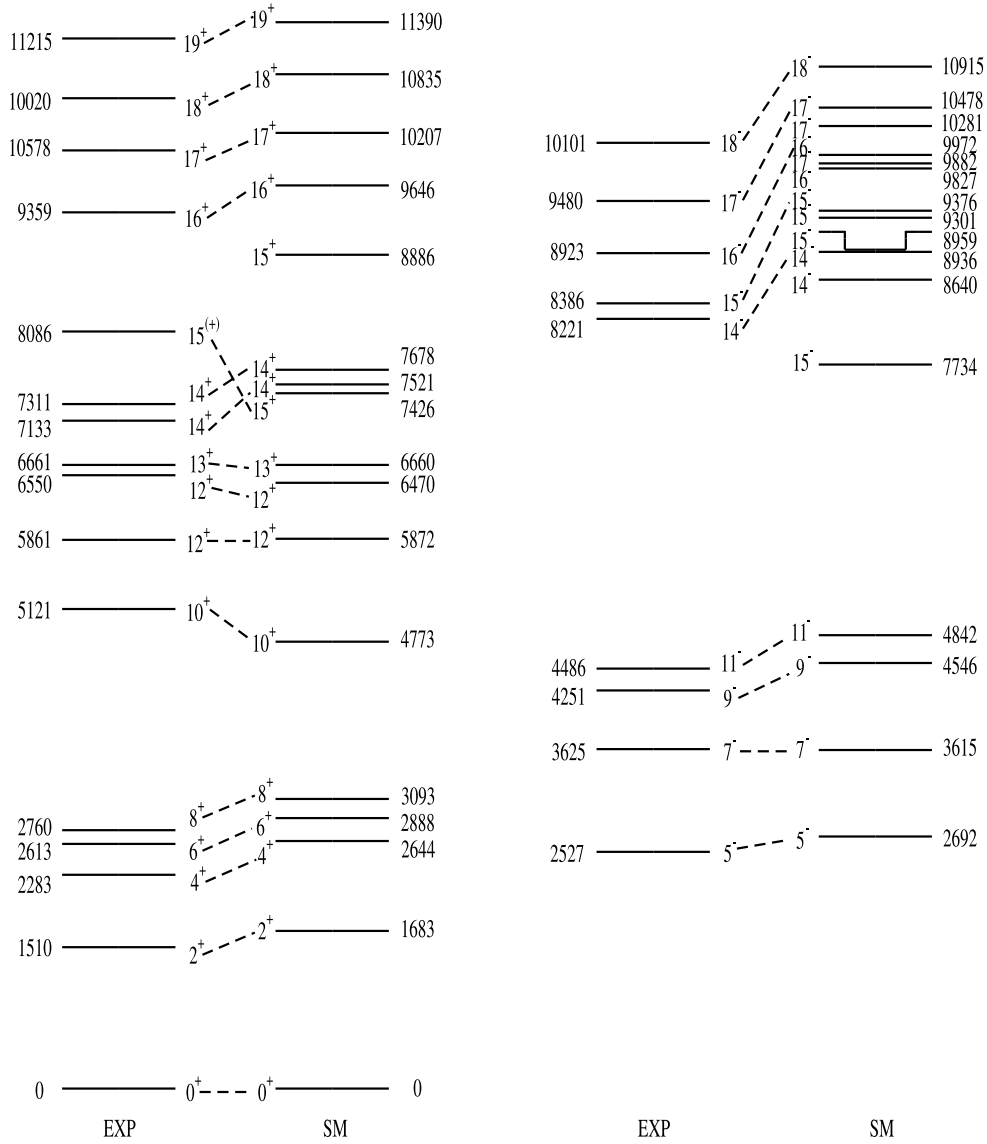 11215 19+ 19+ 11390
10020 18+ 18+ 10835
10578 17+ 17+ 10207
9359 16+ 16+ 9646
15+ 8886
8086 15(+)
7311 14+ 14+ 7678
7133 14+ 14+ 7521
15+ 7426
6661 13+ 13+ 6660
6550 12+ 12+ 6470
5861 12+ 12+ 5872
5121 10+ 10+ 4773
2760 8+ 8+ 3093
2613 6+ 6+ 2888
2283 4+ 4+ 2644
1510 2+ 2+ 1683
0 0+ 0+ 0
EXP SM
18- 10915
17- 10478
10101 18- 17- 10281
16- 9972
17- 9882
9480 17- 16- 9827
15- 9376
15- 9301
8923 16- 15- 8959
14- 8936
8386 15- 14- 8640
8221 14-
15- 7734
4486 11- 11- 4842
4251 9- 9- 4546
3625 7- 7- 3615
2527 5- 5- 2692
EXP SM